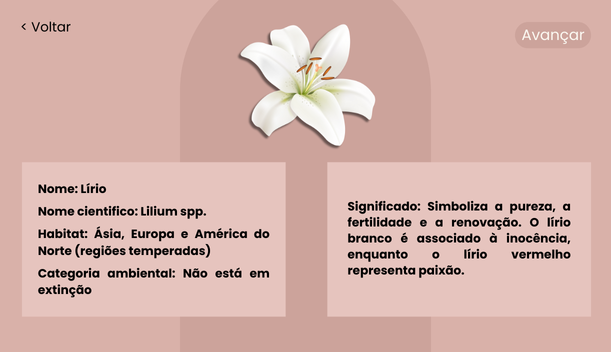 < Voltar
Avançar
Nome: Lírio
Nome cientifico: Lilium spp.
Habitat: Ásia, Europa e América do
Norte (regiões temperadas)
Categoria ambiental: Não está em
extinção
Significado: Simboliza a pureza, a
fertilidade e a renovação. O lírio
branco é associado à inocência,
enquanto o lírio vermelho
representa paixão.